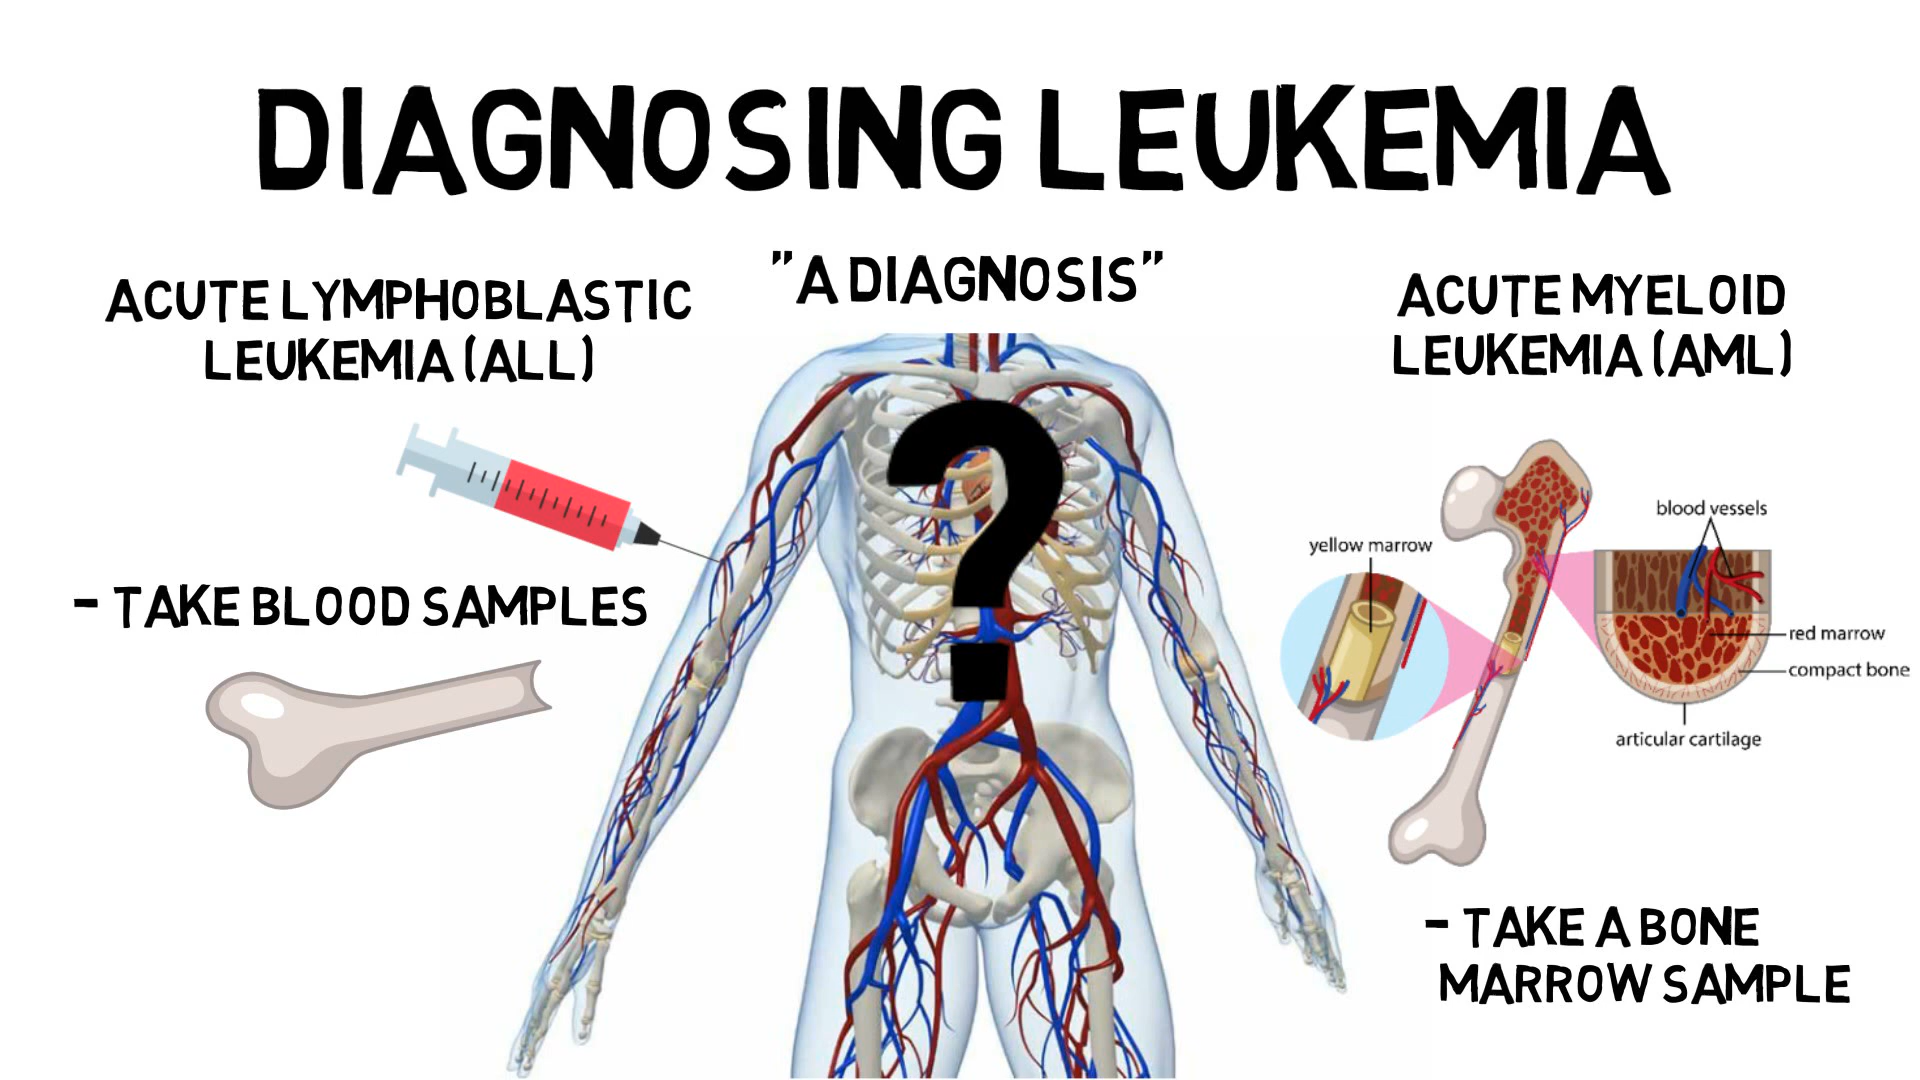 DIAGNOSING LEUKEMIA
"A DIAGNOSIS"
ACUTE LYMPHOBLASTIC
LEUKEMIA (ALL)
- TAKE BLOOD SAMPLES
ACUTE MYELOID
LEUKEMIA (AML)
blood vessels
yellow marrow
red marrow
compact bone
articular cartilage
- TAKE A BONE
MARROW SAMPLE
?